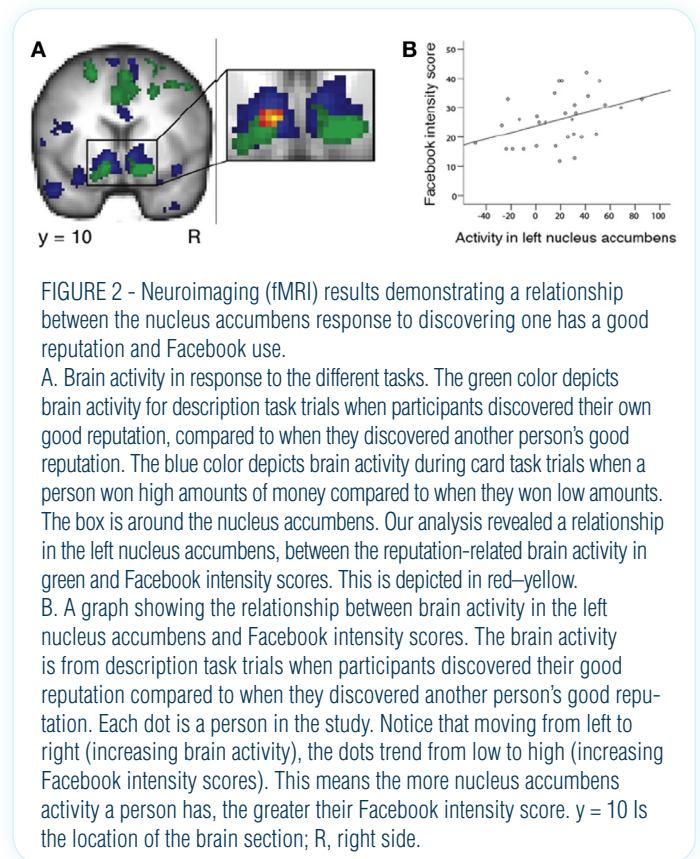 A
B
Facebook intensity score
50
40
30
20
10
0
-40 -20 0 20 40 60 80 100
Activity in left nucleus accumbens
y = 10
R
FIGURE 2 - Neuroimaging (fMRI) results demonstrating a relationship
between the nucleus accumbens response to discovering one has a good
reputation and Facebook use.
A. Brain activity in response to the different tasks. The green color depicts
brain activity for description task trials when participants discovered their own
good reputation, compared to when they discovered another person’s good
reputation. The blue color depicts brain activity during card task trials when a
person won high amounts of money compared to when they won low amounts.
The box is around the nucleus accumbens. Our analysis revealed a relationship
in the left nucleus accumbens, between the reputation-related brain activity in
green and Facebook intensity scores. This is depicted in red–yellow.
B. A graph showing the relationship between brain activity in the left
nucleus accumbens and Facebook intensity scores. The brain activity
is from description task trials when participants discovered their good
reputation compared to when they discovered another person’s good repu-
tation. Each dot is a person in the study. Notice that moving from left to
right (increasing brain activity), the dots trend from low to high (increasing
Facebook intensity scores). This means the more nucleus accumbens
activity a person has, the greater their Facebook intensity score. y = 10 Is
the location of the brain section; R, right side.